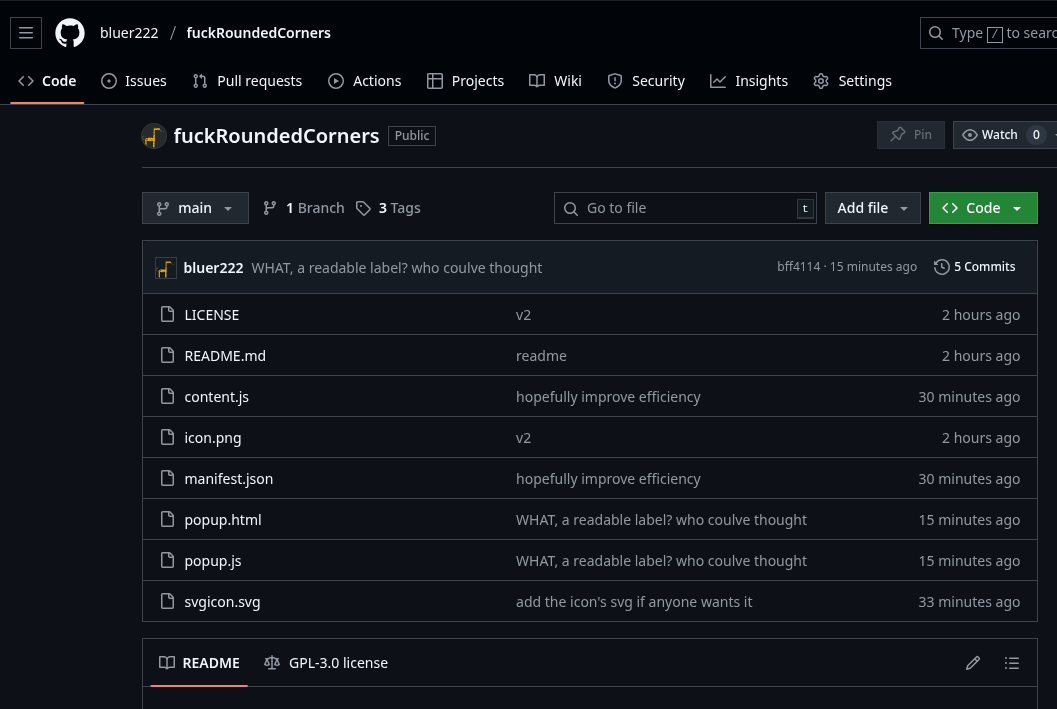 bluer222 / fuckRoundedCorners Type / to searc
Code Issues Pull requests Actions Projects Wiki Security Insights Settings
fuckRoundedCorners Public Pin Watch 0
main 1 Branch 3 Tags Go to file t Add file Code
bluer222 WHAT, a readable label? who coulve thought bff4114 · 15 minutes ago 5 Commits
LICENSE v2 2 hours ago
README.md readme 2 hours ago
content.js hopefully improve efficiency 30 minutes ago
icon.png v2 2 hours ago
manifest.json hopefully improve efficiency 30 minutes ago
popup.html WHAT, a readable label? who coulve thought 15 minutes ago
popup.js WHAT, a readable label? who coulve thought 15 minutes ago
svgicon.svg add the icon's svg if anyone wants it 33 minutes ago
README GPL-3.0 license